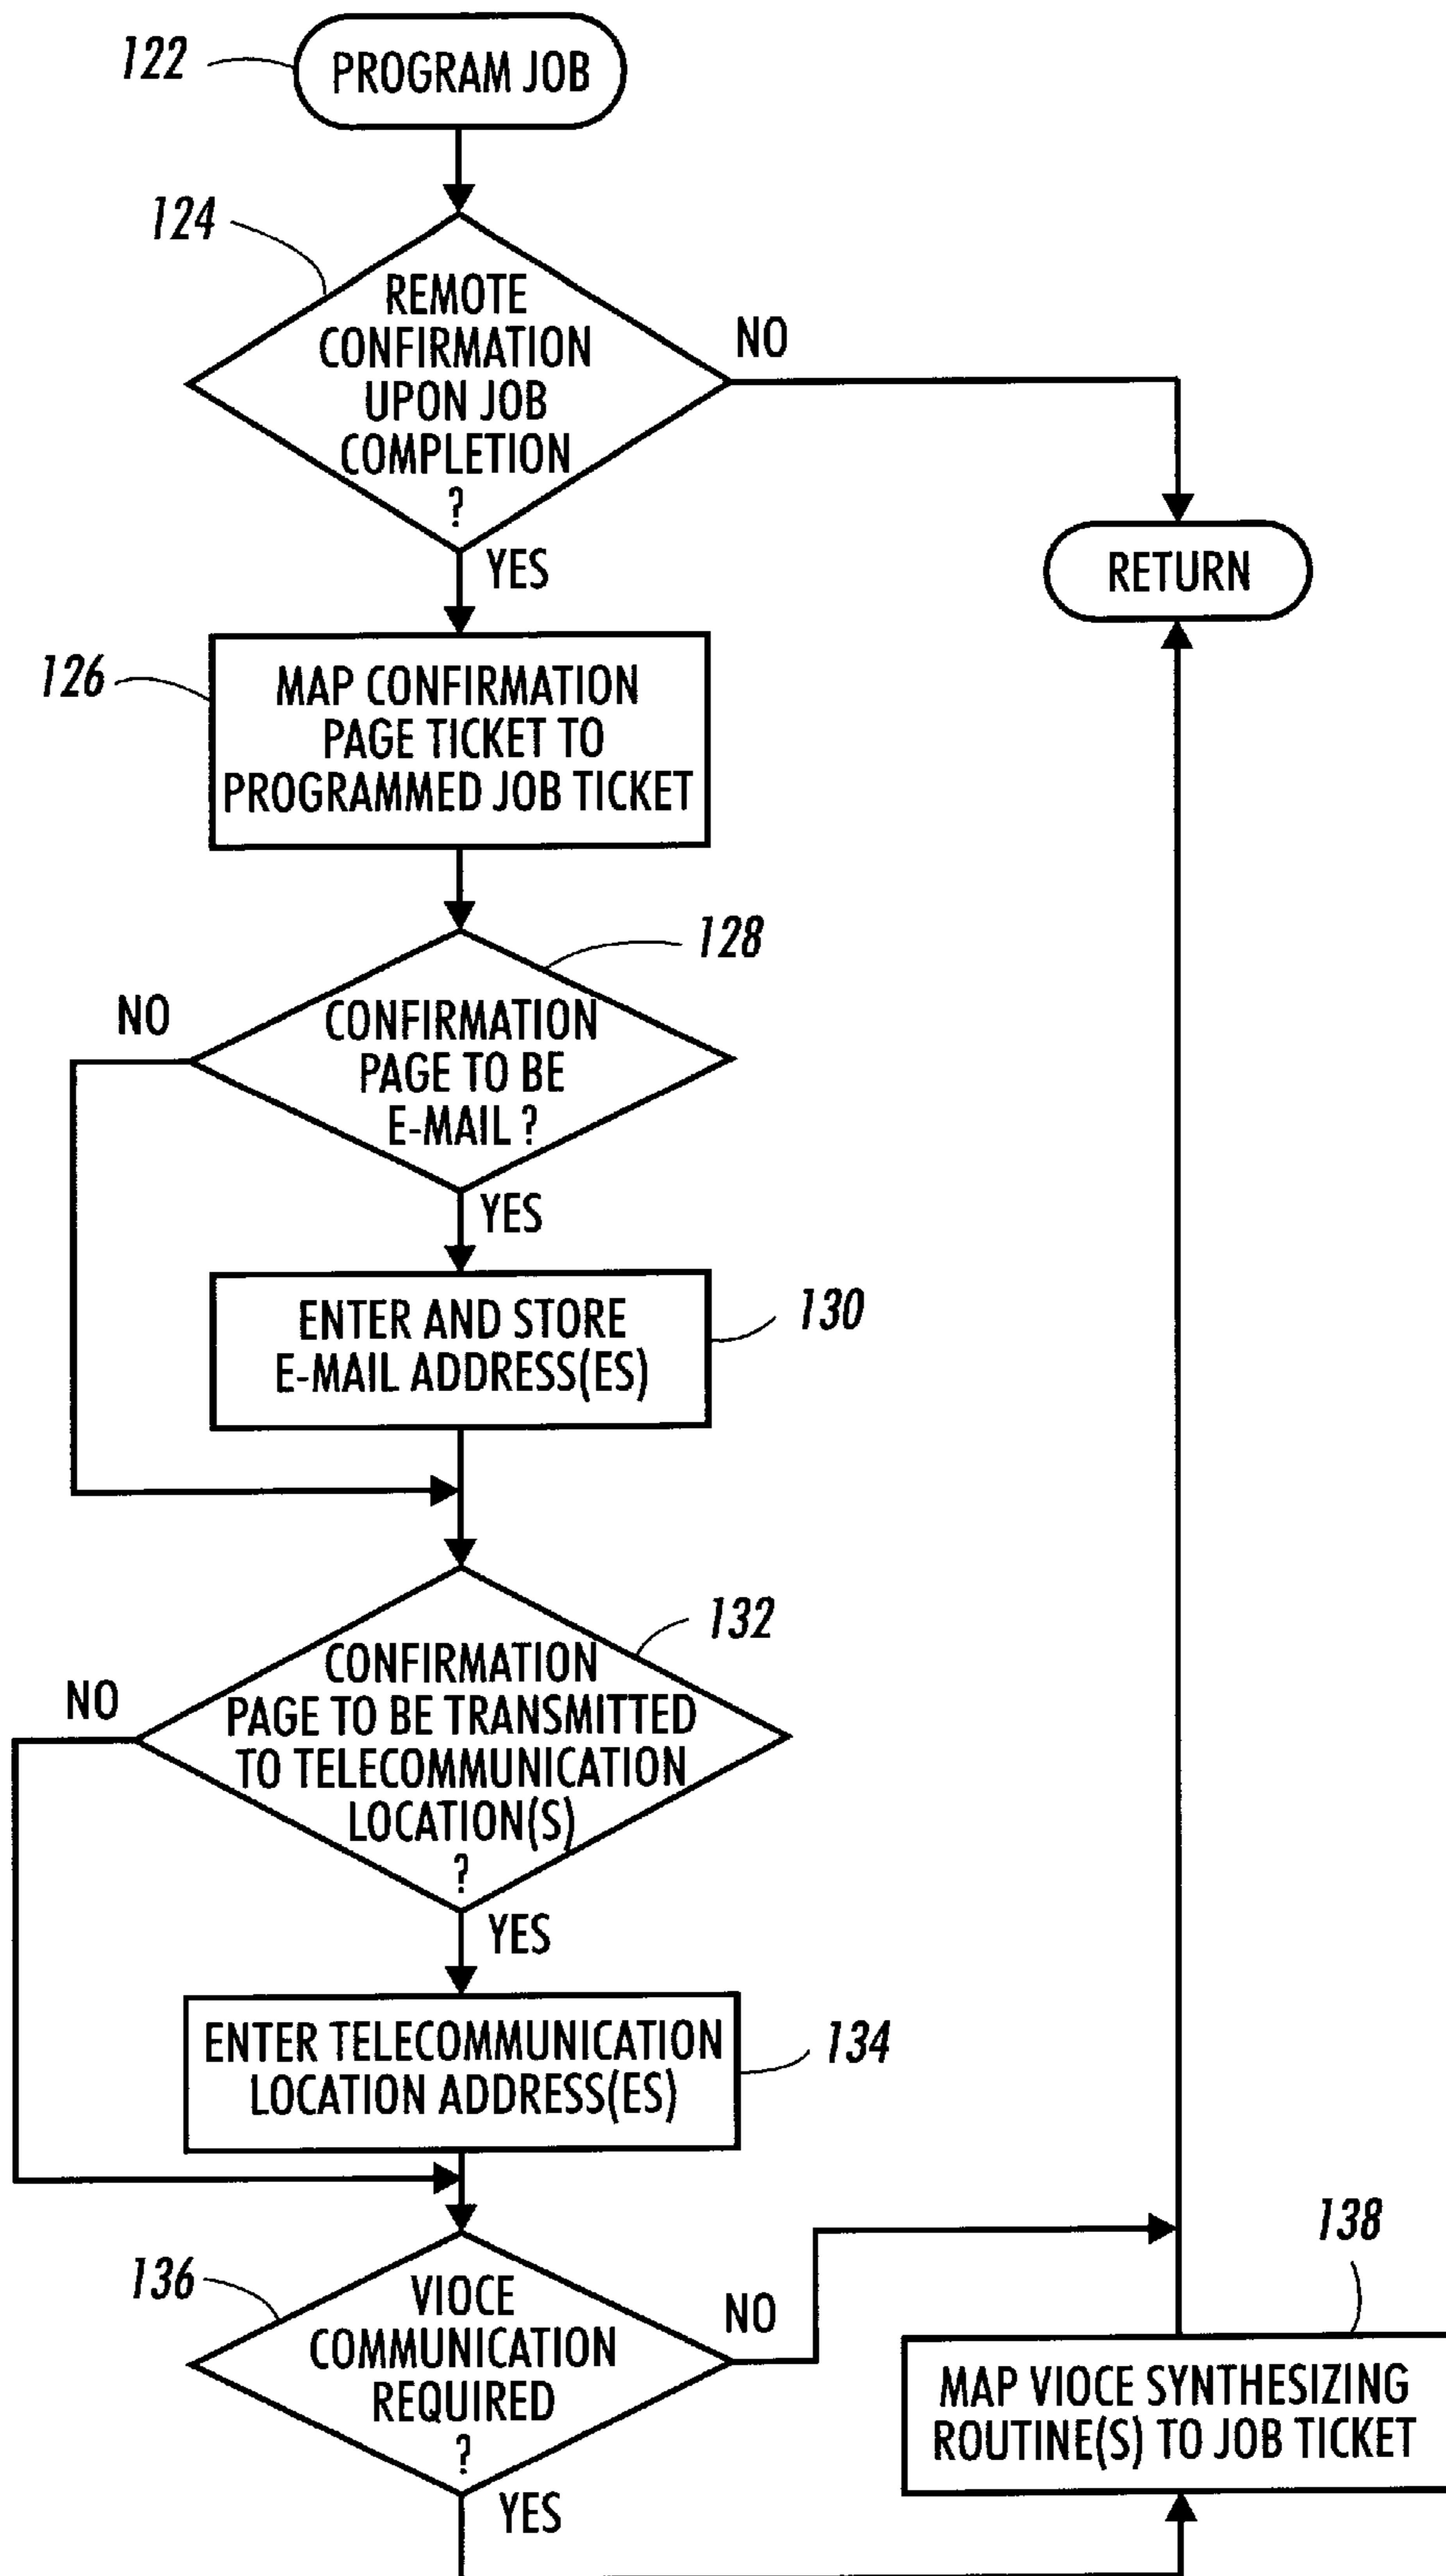 122
PROGRAM JOB
124
REMOTE
CONFIRMATION
UPON JOB
COMPLETION
?
NO
YES
RETURN
126
MAP CONFIRMATION
PAGE TICKET TO
PROGRAMMED JOB TICKET
128
NO
CONFIRMATION
PAGE TO BE
E-MAIL ?
YES
ENTER AND STORE
E-MAIL ADDRESS(ES)
130
132
NO
CONFIRMATION
PAGE TO BE TRANSMITTED
TO TELECOMMUNICATION
LOCATION(S)
?
YES
ENTER TELECOMMUNICATION
LOCATION ADDRESS(ES)
134
136
VIOCE
COMMUNICATION
REQUIRED
?
NO
YES
138
MAP VIOCE SYNTHESIZING
ROUTINE(S) TO JOB TICKET